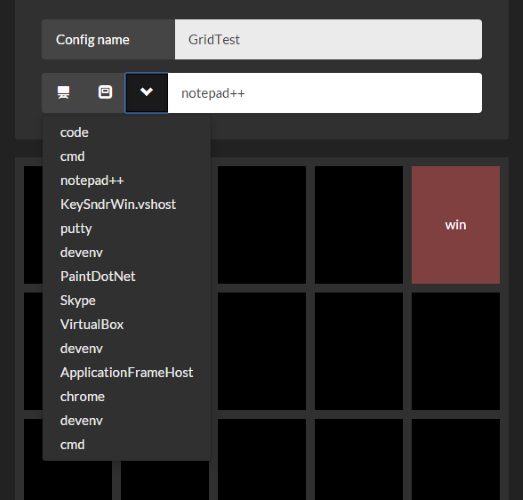 Config name GridTest
notepad++
code
cmd
notepad++
KeySndrWin.vshost
putty
devenv
PaintDotNet
Skype
VirtualBox
devenv
ApplicationFrameHost
chrome
devenv
cmd
win